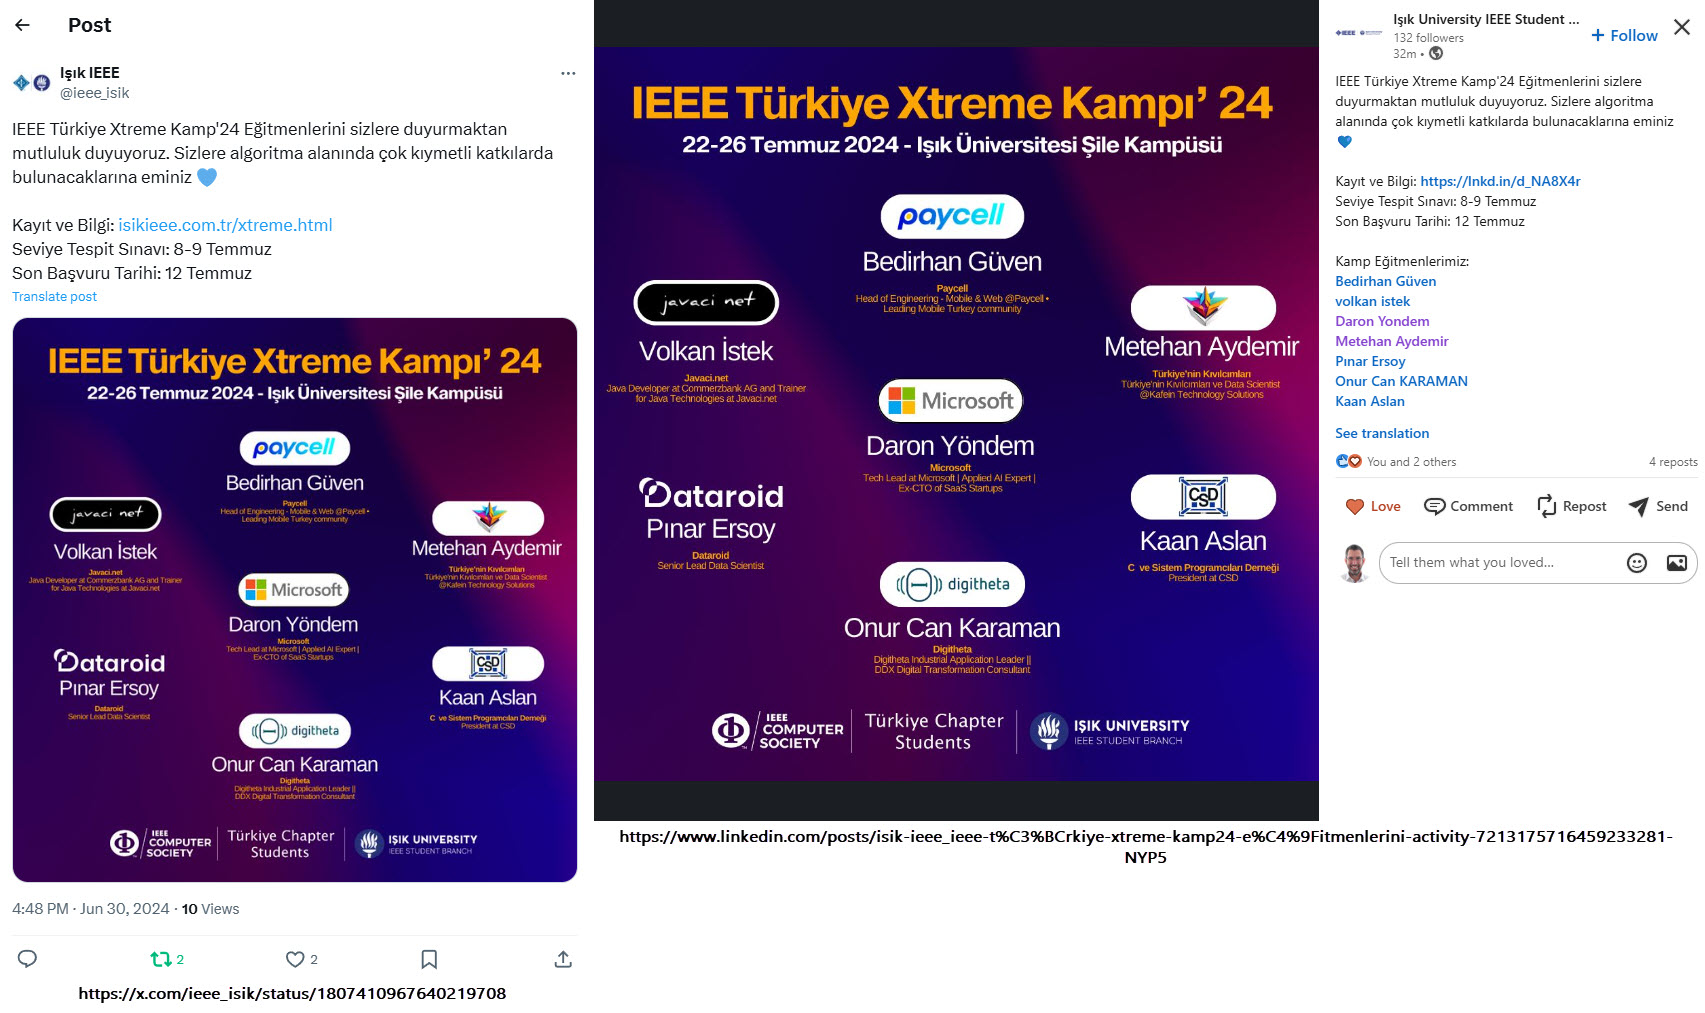 Post
Işık IEEE
@ieee_isik
IEEE Türkiye Xtreme Kamp'24 Eğitmenlerini sizlere duyurmaktan
mutluluk duyuyoruz. Sizlere algoritma alanında çok kıymetli katkılarda
bulunacaklarına eminiz 💙
Kayıt ve Bilgi: isikieee.com.tr/xtreme.html
Seviye Tespit Sınavı: 8-9 Temmuz
Son Başvuru Tarihi: 12 Temmuz
Translate post
IEEE Türkiye Xtreme Kampı' 24
22-26 Temmuz 2024 - Işık Üniversitesi Şile Kampüsü
paycell
Bedirhan Güven
Paycell
Head of Engineering - Mobile & Web @Paycell •
Leading Mobile Turkey community
javaci net
Volkan İstek
Javaci.net
Java Developer at Commerzbank AG and Trainer
for Java Technologies at Javaci.net
Metehan Aydemir
Türkiye'nin Kıvılcımları
Türkiye'nin Kıvılcımları ve Data Scientist
@Kafein Technology Solutions
Microsoft
Daron Yöndem
Microsoft
Tech Lead at Microsoft | Applied AI Expert |
Ex-CTO of SaaS Startups
Dataroid
Pınar Ersoy
Dataroid
Senior Lead Data Scientist
CSD
Kaan Aslan
C ve Sistem Programcıları Derneği
President at CSD
digitheta
Onur Can Karaman
Digitheta
Digitheta Industrial Application Leader ||
DDX Digital Transformation Consultant
IEEE
COMPUTER
SOCIETY
Türkiye Chapter
Students
IŞIK UNIVERSITY
IEEE STUDENT BRANCH
4:48 PM · Jun 30, 2024 · 10 Views
2
2
https://x.com/ieee_isik/status/1807410967640219708
IEEE Türkiye Xtreme Kampı' 24
22-26 Temmuz 2024 - Işık Üniversitesi Şile Kampüsü
paycell
Bedirhan Güven
Paycell
Head of Engineering - Mobile & Web @Paycell •
Leading Mobile Turkey community
javaci net
Volkan İstek
Javaci.net
Java Developer at Commerzbank AG and Trainer
for Java Technologies at Javaci.net
Metehan Aydemir
Türkiye'nin Kıvılcımları
Türkiye'nin Kıvılcımları ve Data Scientist
@Kafein Technology Solutions
Microsoft
Daron Yöndem
Microsoft
Tech Lead at Microsoft | Applied AI Expert |
Ex-CTO of SaaS Startups
Dataroid
Pınar Ersoy
Dataroid
Senior Lead Data Scientist
CSD
Kaan Aslan
C ve Sistem Programcıları Derneği
President at CSD
digitheta
Onur Can Karaman
Digitheta
Digitheta Industrial Application Leader ||
DDX Digital Transformation Consultant
IEEE
COMPUTER
SOCIETY
Türkiye Chapter
Students
IŞIK UNIVERSITY
IEEE STUDENT BRANCH
https://www.linkedin.com/posts/isik-ieee_ieee-t%C3%BCrkiye-xtreme-kamp24-e%C4%9Fitmenlerini-activity-7213175716459233281-
NYP5
Işık University IEEE Student ...
132 followers
32m •
+ Follow
IEEE Türkiye Xtreme Kamp'24 Eğitmenlerini sizlere
duyurmaktan mutluluk duyuyoruz. Sizlere algoritma
alanında çok kıymetli katkılarda bulunacaklarına eminiz
💙
Kayıt ve Bilgi: https://lnkd.in/d_NA8X4r
Seviye Tespit Sınavı: 8-9 Temmuz
Son Başvuru Tarihi: 12 Temmuz
Kamp Eğitmenlerimiz:
Bedirhan Güven
volkan istek
Daron Yondem
Metehan Aydemir
Pınar Ersoy
Onur Can KARAMAN
Kaan Aslan
See translation
You and 2 others
4 reposts
Love
Comment
Repost
Send
Tell them what you loved...